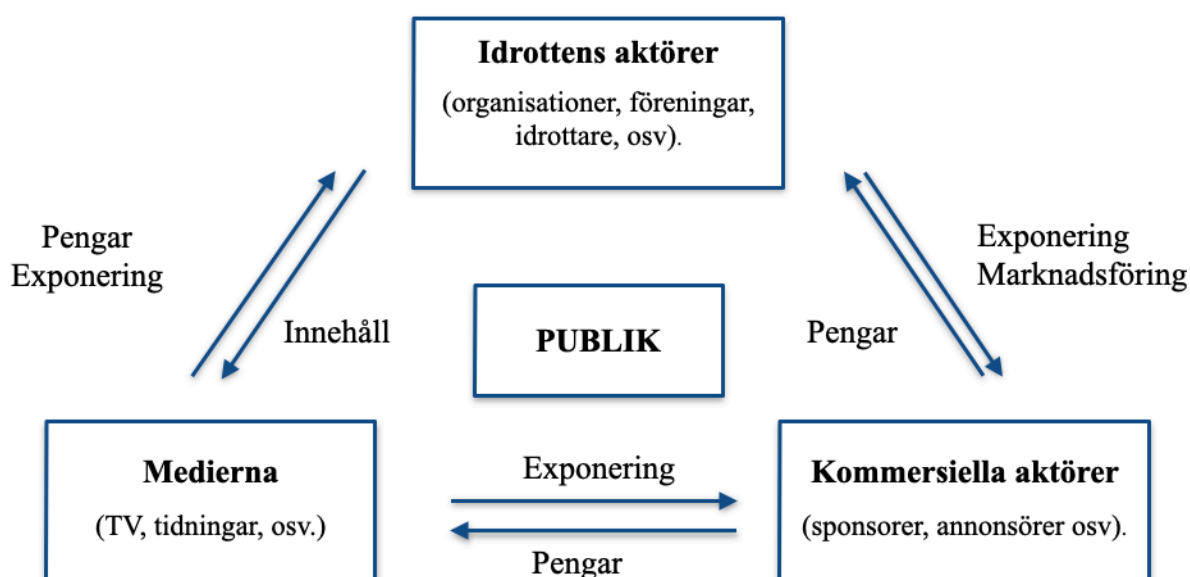 Idrottens aktörer
(organisationer, föreningar,
idrottare, osv).
Pengar
Exponering
Exponering
Marknadsföring
Innehåll
PUBLIK
Pengar
Medierna
(TV, tidningar, osv.)
Exponering
Pengar
Kommersiella aktörer
(sponsorer, annonsörer osv).